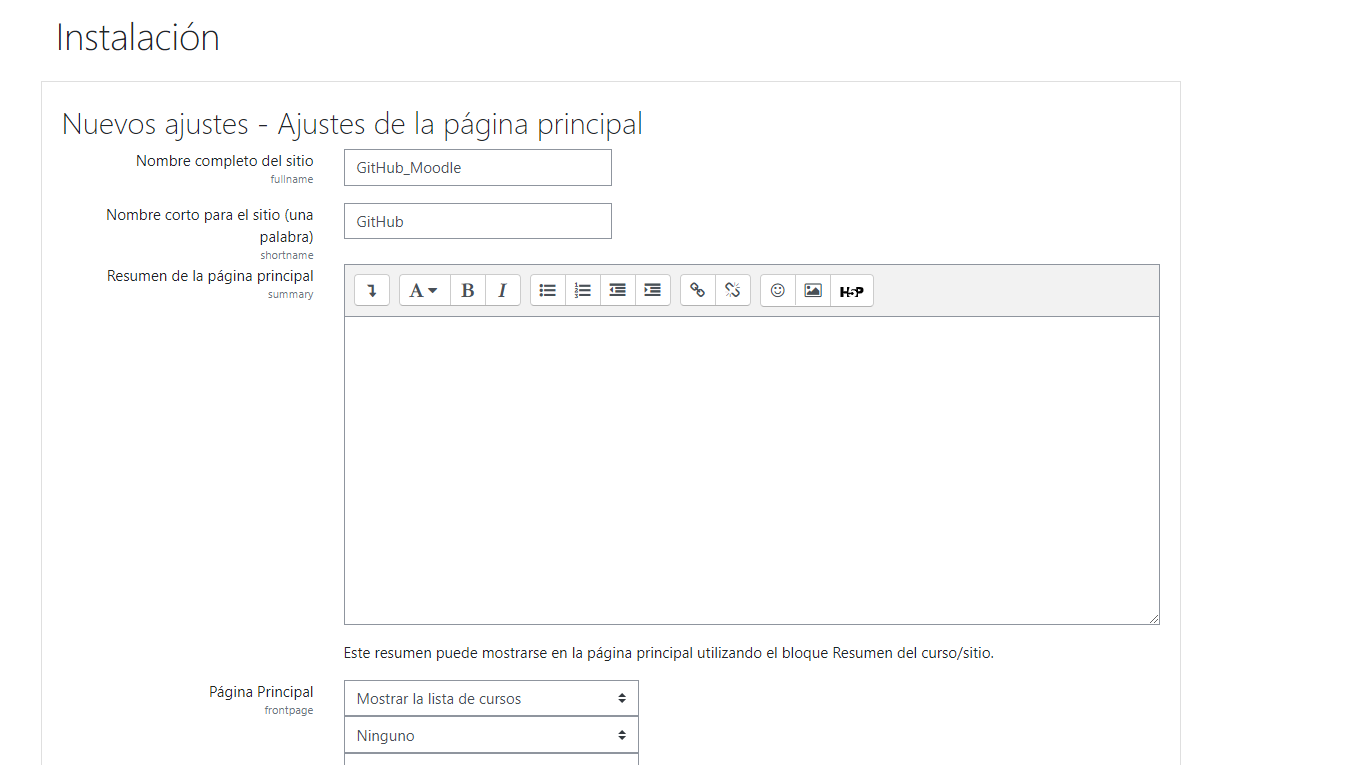 Instalación
Nuevos ajustes - Ajustes de la página principal
Nombre completo del sitio
fullname
GitHub_Moodle
Nombre corto para el sitio (una
palabra)
shortname
GitHub
Resumen de la página principal
summary
A B I H5P
Este resumen puede mostrarse en la página principal utilizando el bloque Resumen del curso/sitio.
Página Principal
frontpage
Mostrar la lista de cursos
Ninguno